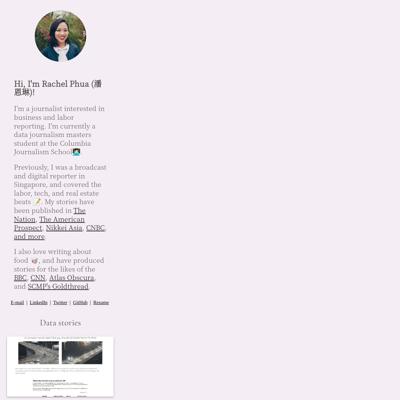 Hi, I'm Rachel Phua (潘
恩琳)!
I'm a journalist interested in
business and labor
reporting. I'm currently a
data journalism masters
student at the Columbia
Journalism School👩🏻‍💻.
Previously, I was a broadcast
and digital reporter in
Singapore, and covered the
labor, tech, and real estate
beats 📝. My stories have
been published in The
Nation, The American
Prospect, Nikkei Asia, CNBC,
and more.
I also love writing about
food 🥡, and have produced
stories for the likes of the
BBC, CNN, Atlas Obscura,
and SCMP's Goldthread.
E-mail | LinkedIn | Twitter | GitHub | Resume
Data stories